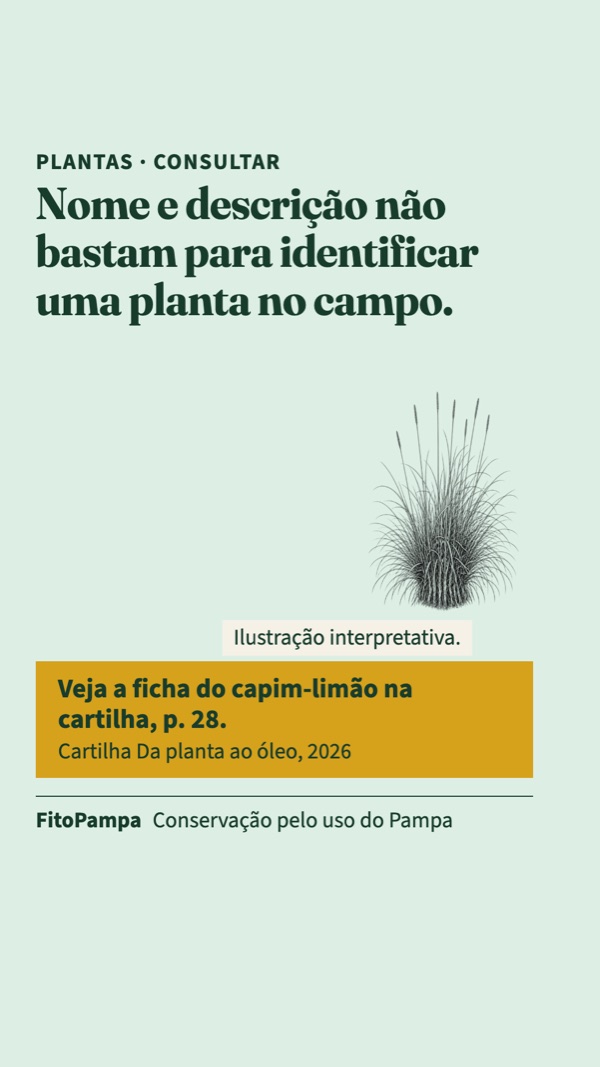 PLANTAS · CONSULTAR
Nome e descrição não
bastam para identificar
uma planta no campo.
Ilustração interpretativa.
Veja a ficha do capim-limão na
cartilha, p. 28.
Cartilha Da planta ao óleo, 2026
FitoPampa Conservação pelo uso do Pampa